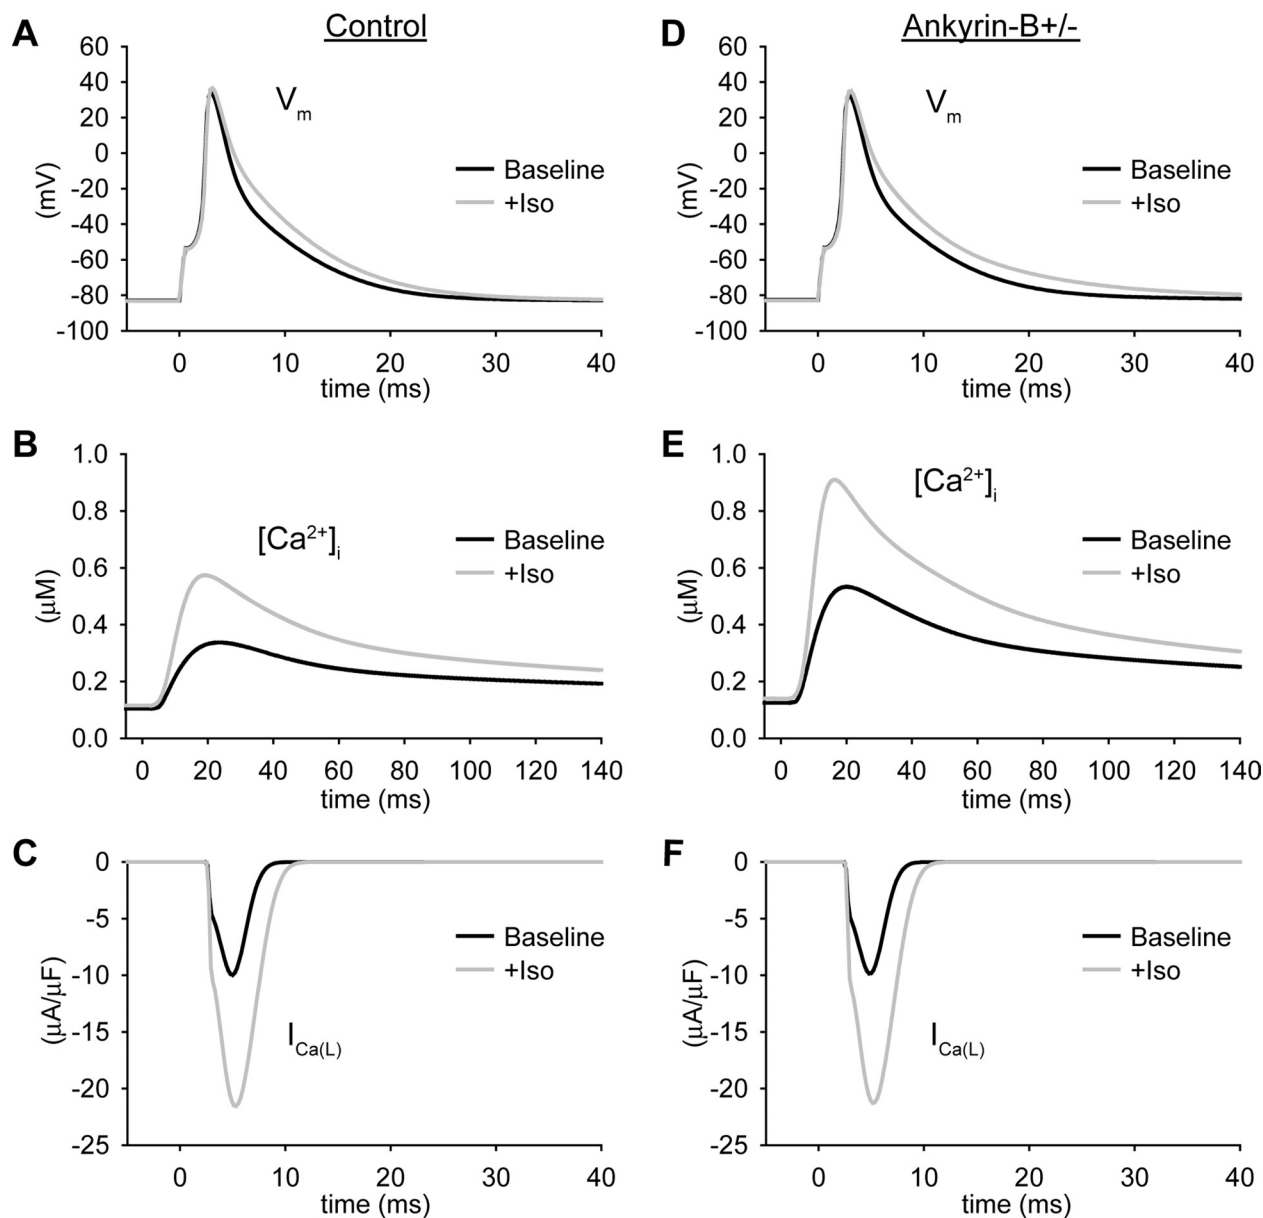 A
Control
60
40
20
0
-20
-40
-60
-80
-100
(mV)
V_m
Baseline
+Iso
0 10 20 30 40
time (ms)
D
Ankyrin-B+/-
60
40
20
0
-20
-40
-60
-80
-100
(mV)
V_m
Baseline
+Iso
0 10 20 30 40
time (ms)
B
1.0
0.8
0.6
0.4
0.2
0.0
(µM)
[Ca²⁺]_i
Baseline
+Iso
0 20 40 60 80 100 120 140
time (ms)
E
1.0
0.8
0.6
0.4
0.2
0.0
(µM)
[Ca²⁺]_i
Baseline
+Iso
0 20 40 60 80 100 120 140
time (ms)
C
0
-5
-10
-15
-20
-25
(µA/µF)
Baseline
+Iso
I_Ca(L)
0 10 20 30 40
time (ms)
F
0
-5
-10
-15
-20
-25
(µA/µF)
Baseline
+Iso
I_Ca(L)
0 10 20 30 40
time (ms)